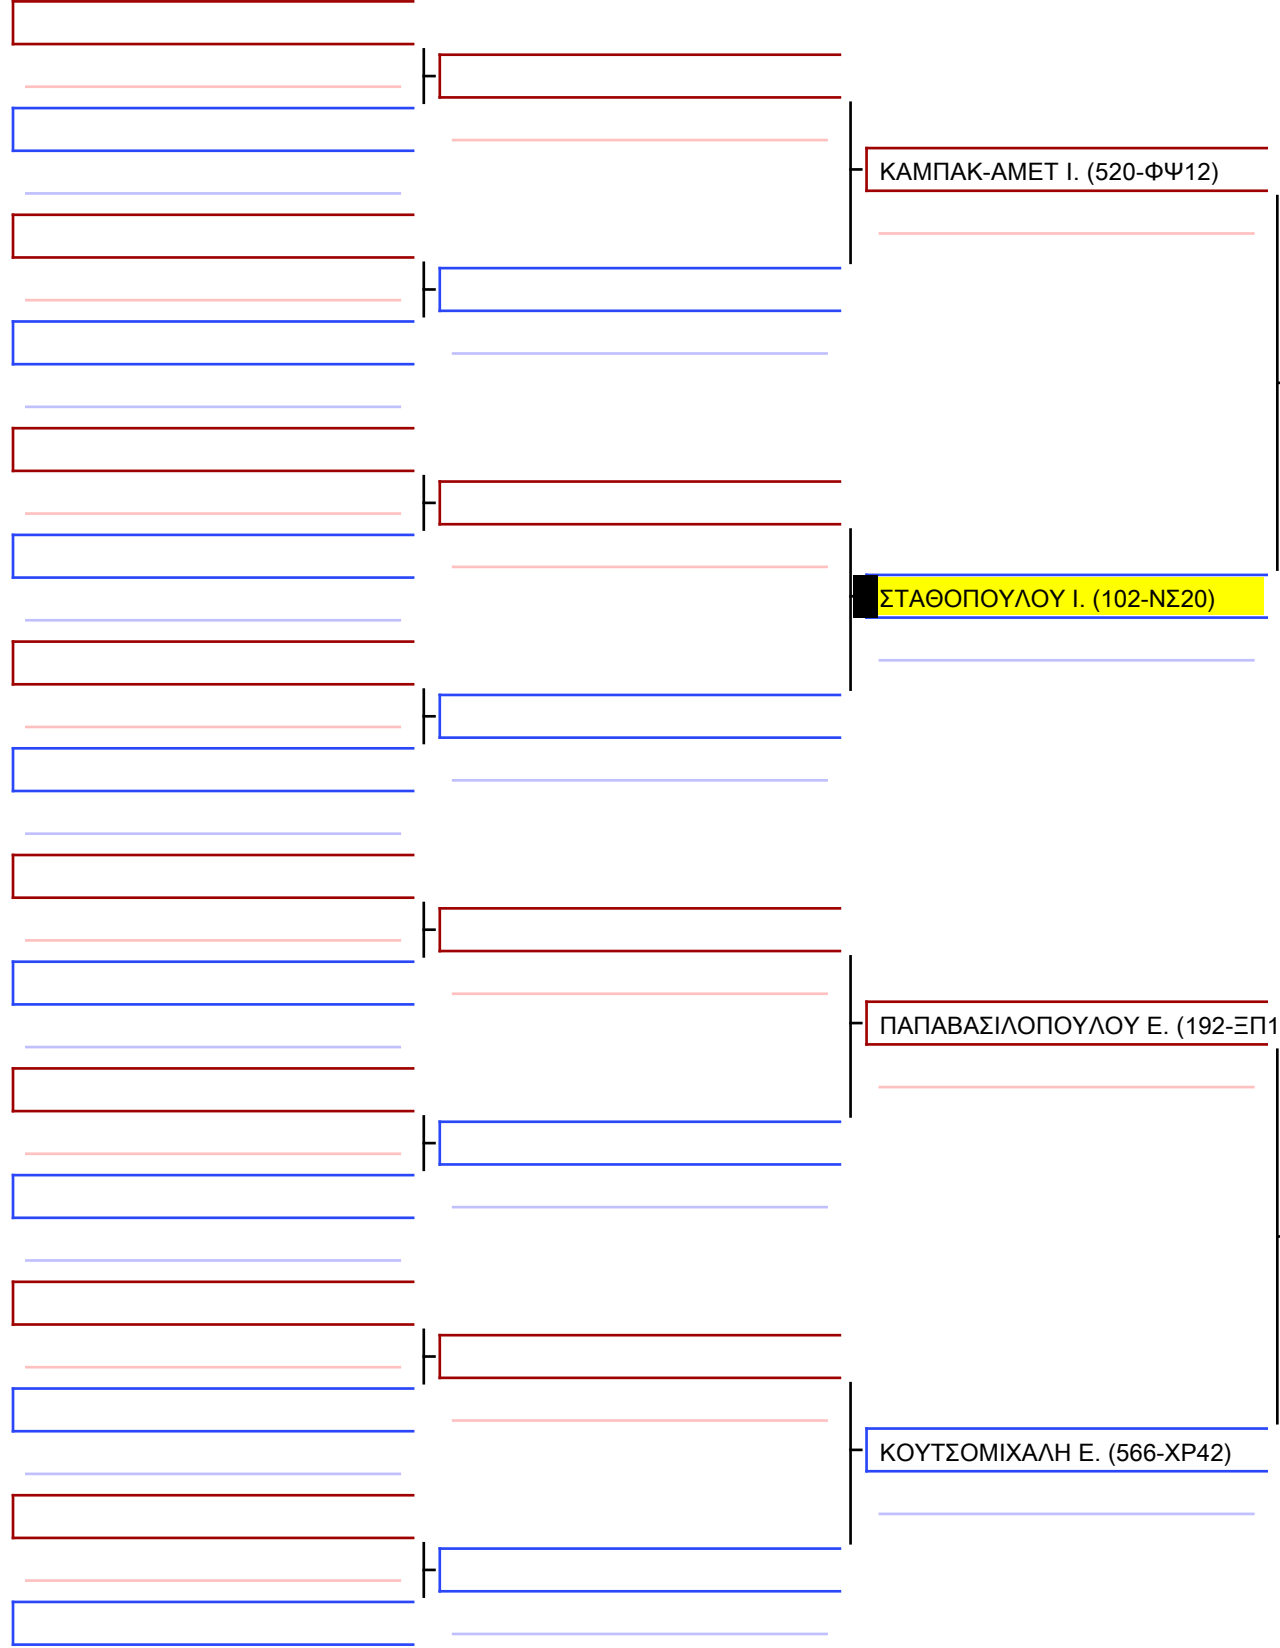 ΚΑΜΠΑΚ-ΑΜΕΤ Ι. (520-ΦΨ12)
ΣΤΑΘΟΠΟΥΛΟΥ Ι. (102-ΝΣ20)
ΠΑΠΑΒΑΣΙΛΟΠΟΥΛΟΥ Ε. (192-ΞΠ1
ΚΟΥΤΣΟΜΙΧΑΛΗ Ε. (566-ΧΡ42)